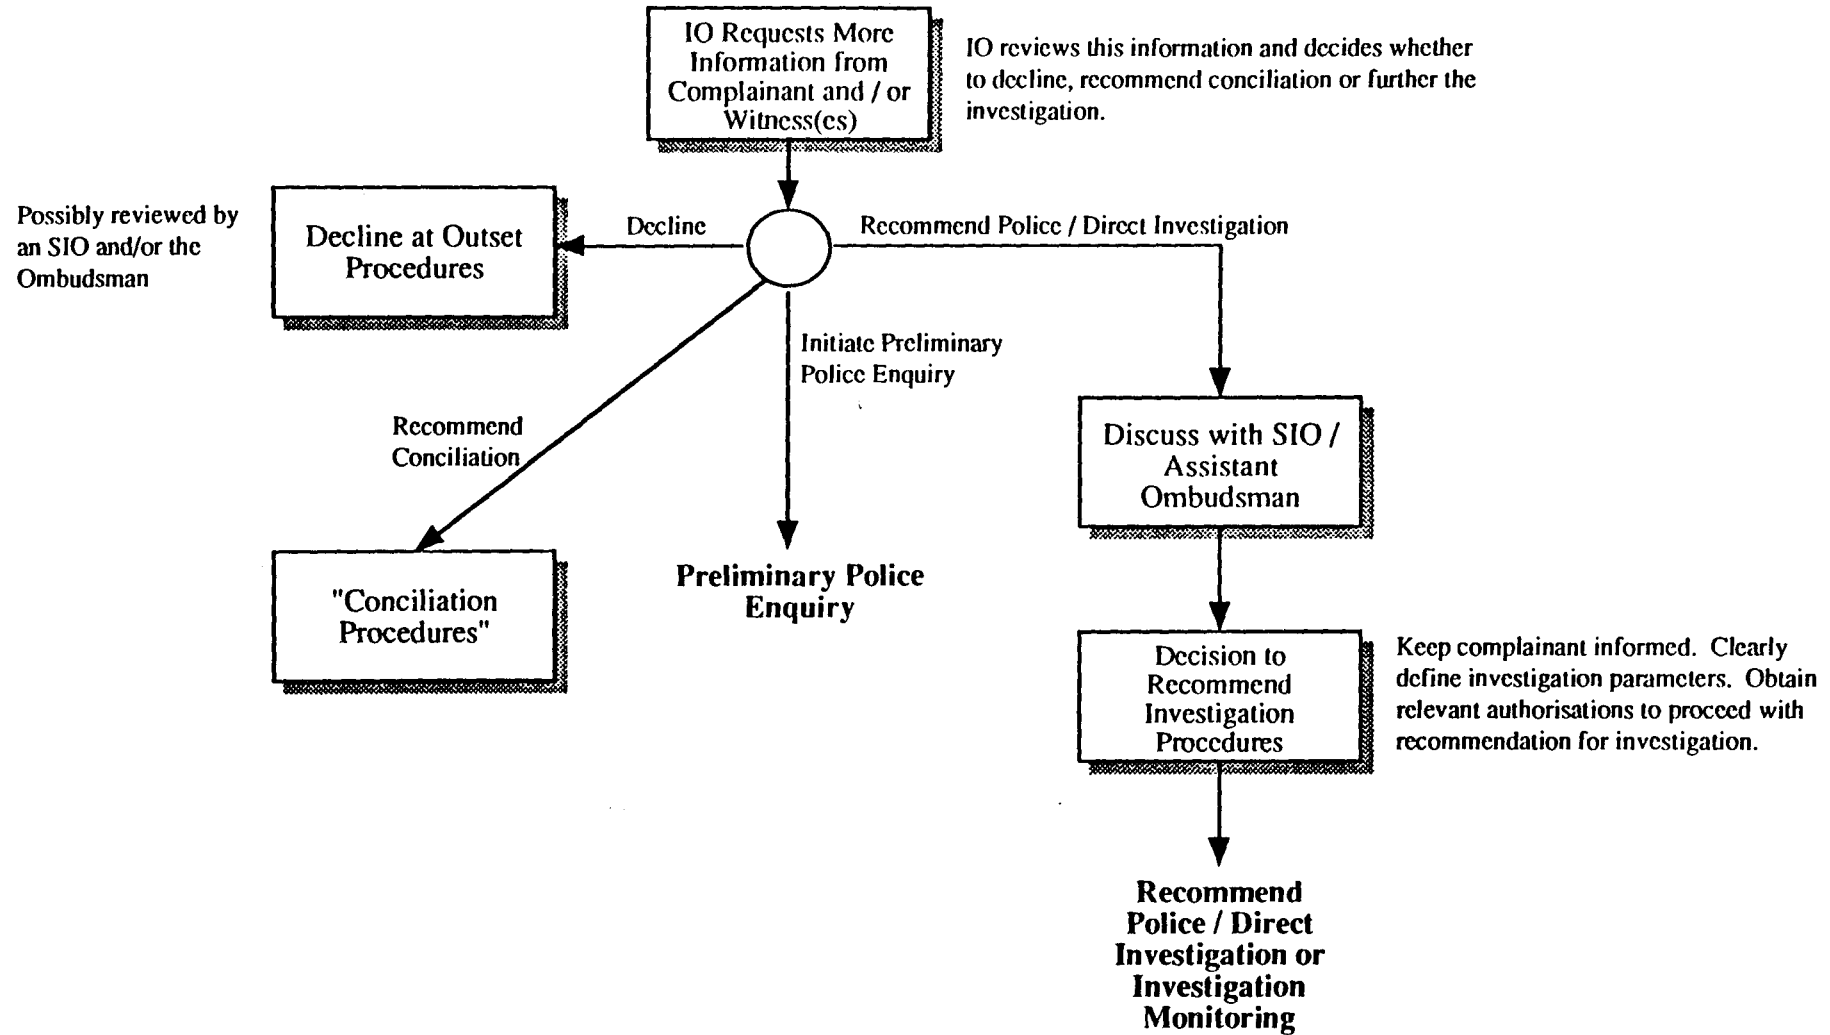 IO Requests More
Information from
Complainant and / or
Witness(es)
IO reviews this information and decides whether
to decline, recommend conciliation or further the
investigation.
Possibly reviewed by
an SIO and/or the
Ombudsman
Decline at Outset
Procedures
Decline
Recommend Police / Direct Investigation
Initiate Preliminary
Police Enquiry
Recommend
Conciliation
Discuss with SIO /
Assistant
Ombudsman
"Conciliation
Procedures"
Preliminary Police
Enquiry
Decision to
Recommend
Investigation
Procedures
Keep complainant informed. Clearly
define investigation parameters. Obtain
relevant authorisations to proceed with
recommendation for investigation.
Recommend
Police / Direct
Investigation or
Investigation
Monitoring